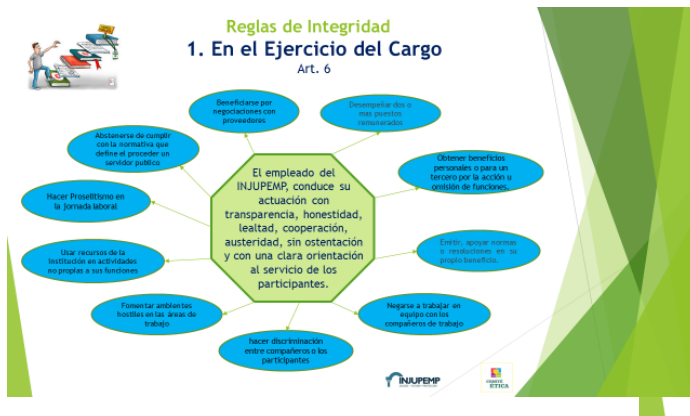 Reglas de Integridad
1. En el Ejercicio del Cargo
Art. 6
Beneficiarse por
negociaciones con
proveedores
Desempeñar dos o
mas puestos
remunerados
Abstenerse de cumplir
con la normativa que
define el proceder un
servidor publico
Obtener beneficios
personales o para un
tercero por la acción u
omisión de funciones.
Hacer Proselitismo en
la jornada laboral
El empleado del
INJUPEMP, conduce su
actuación con
transparencia, honestidad,
lealtad, cooperación,
austeridad, sin ostentación
y con una clara orientación
al servicio de los
participantes.
Usar recursos de la
Institución en actividades
no propias a sus funciones
Emitir, apoyar normas
o resoluciones en su
propio beneficio.
Fomentar ambientes
hostiles en las áreas de
trabajo
Negarse a trabajar en
equipo con los
compañeros de trabajo
hacer discriminación
entre compañeros o los
participantes
INJUPEMP
COMITÉ
ÉTICA